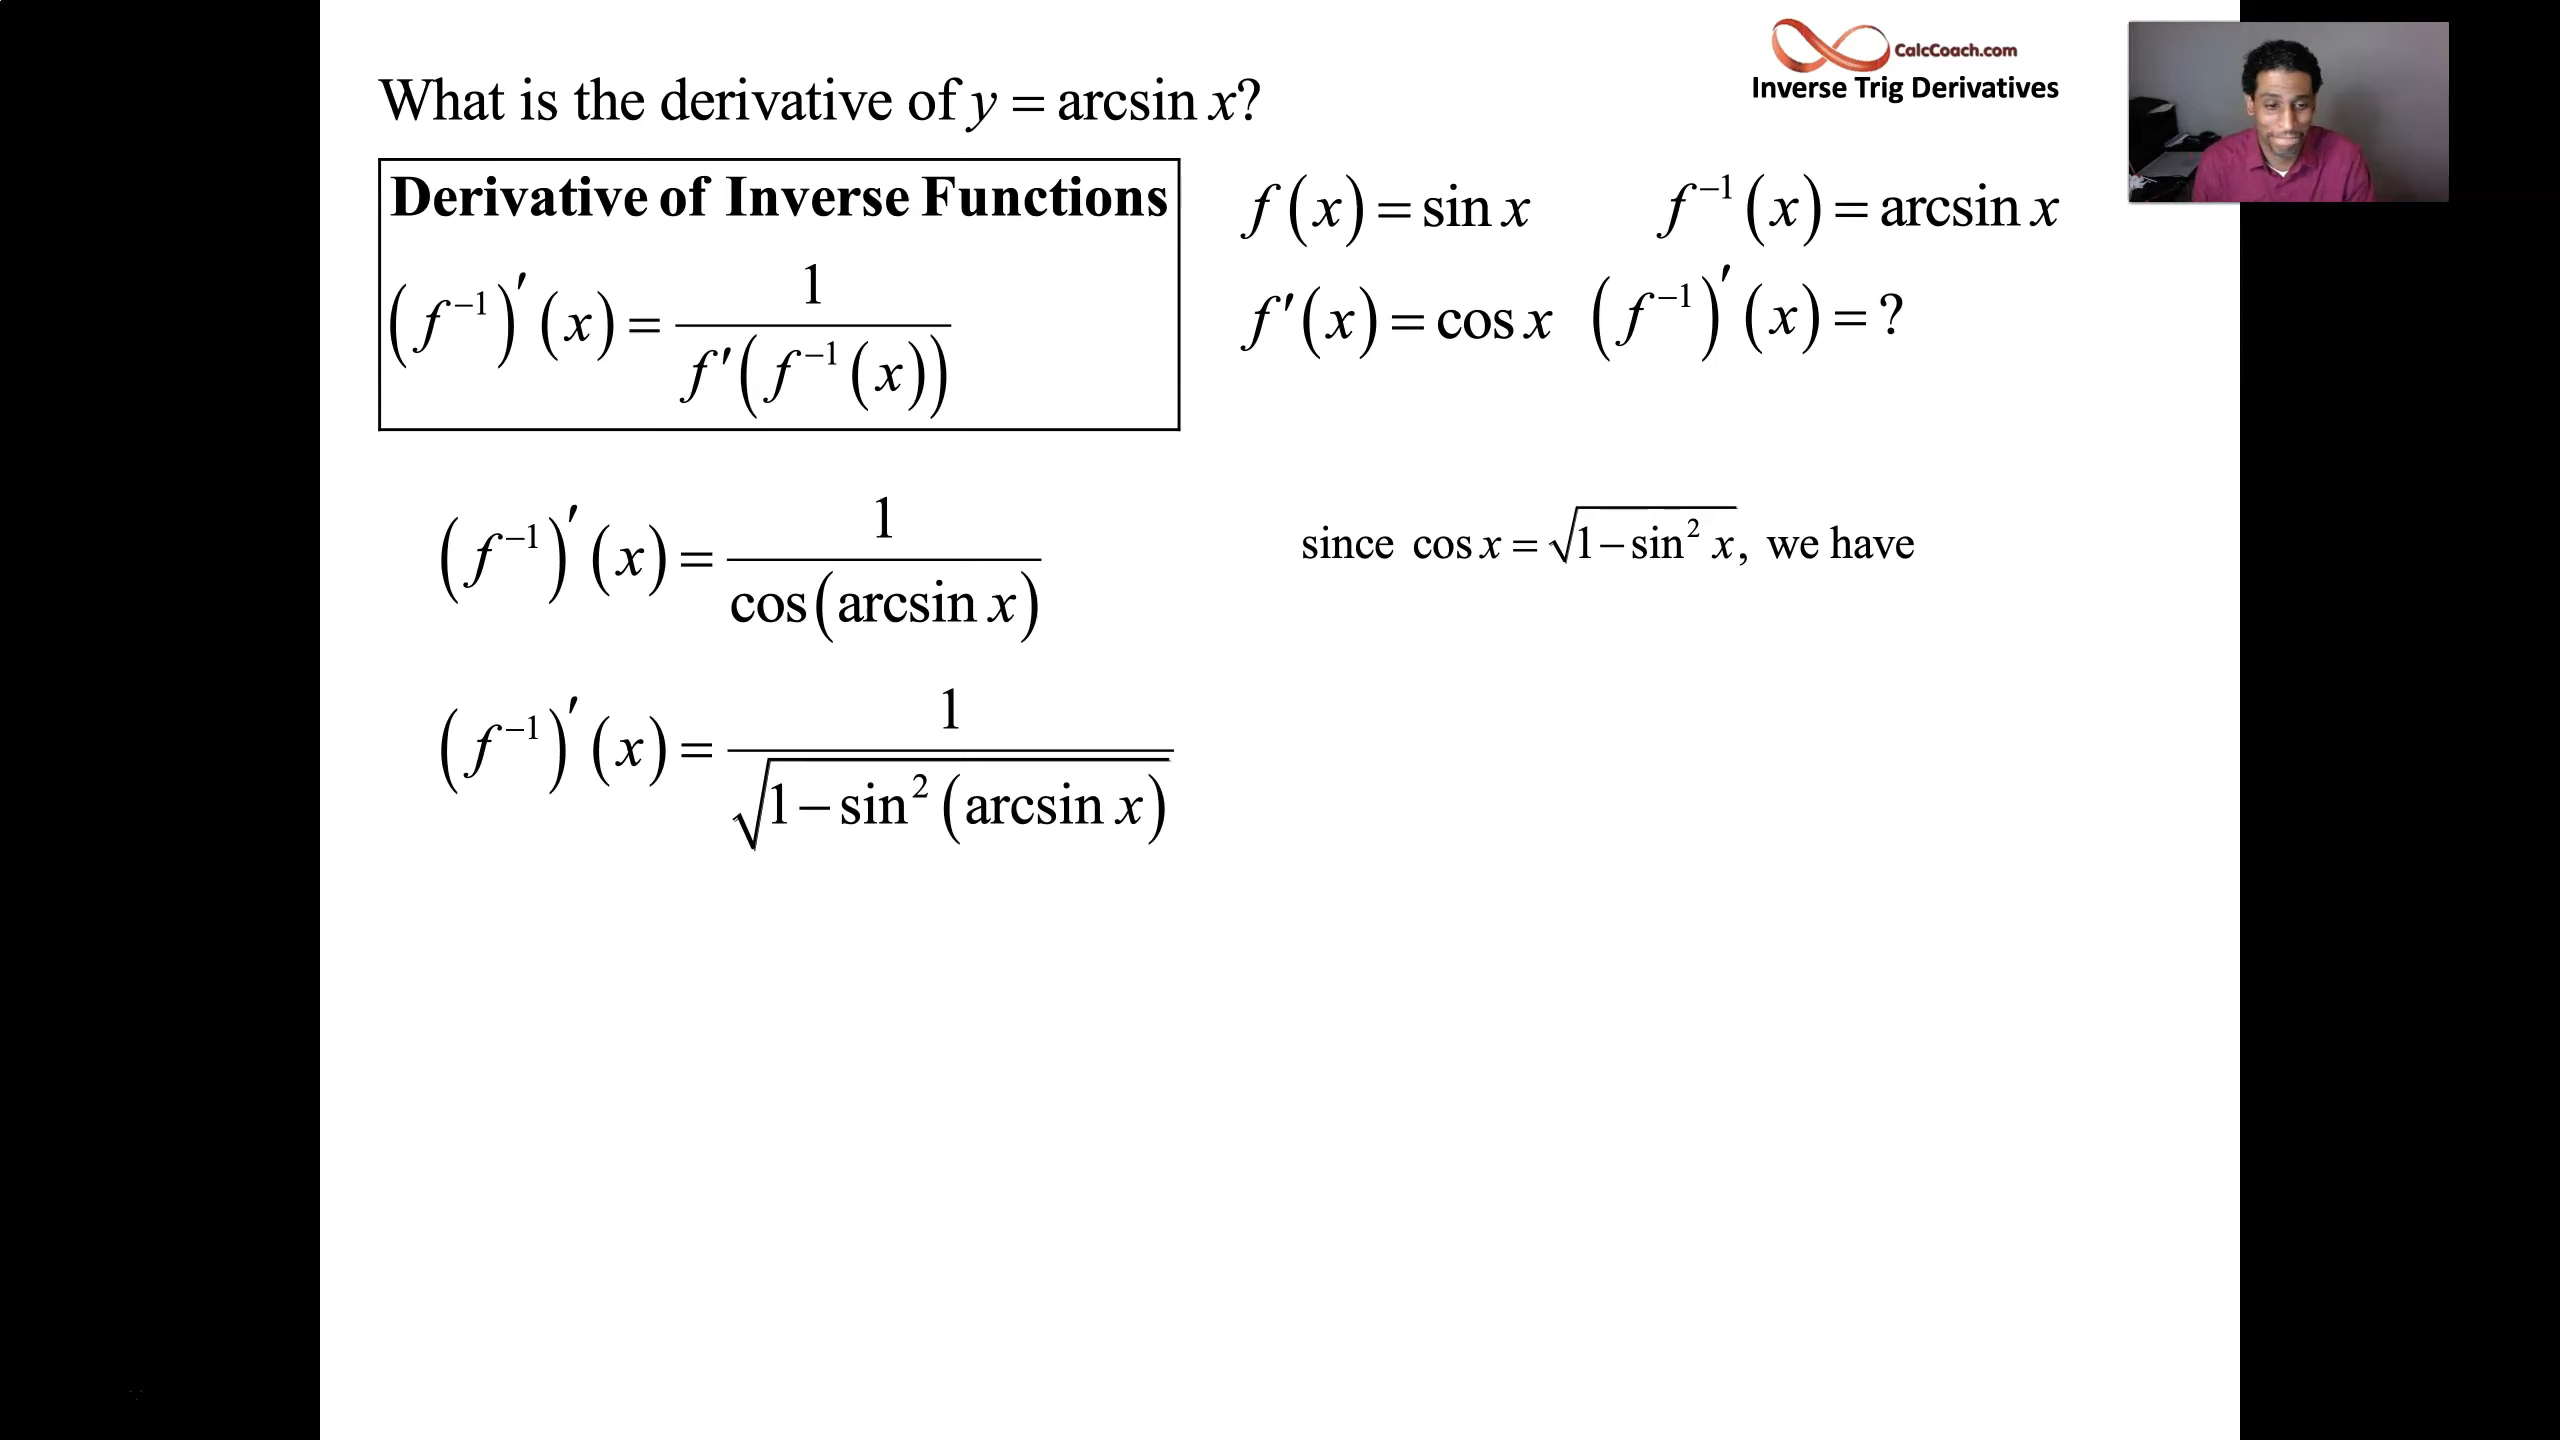 CalcCoach.com
Inverse Trig Derivatives
What is the derivative of y = arcsin x?
Derivative of Inverse Functions
(f⁻¹)′(x) = 1 / f′(f⁻¹(x))
f(x) = sin x f⁻¹(x) = arcsin x
f′(x) = cos x (f⁻¹)′(x) = ?
(f⁻¹)′(x) = 1 / cos(arcsin x)
since cos x = √(1 − sin² x), we have
(f⁻¹)′(x) = 1 / √(1 − sin²(arcsin x))